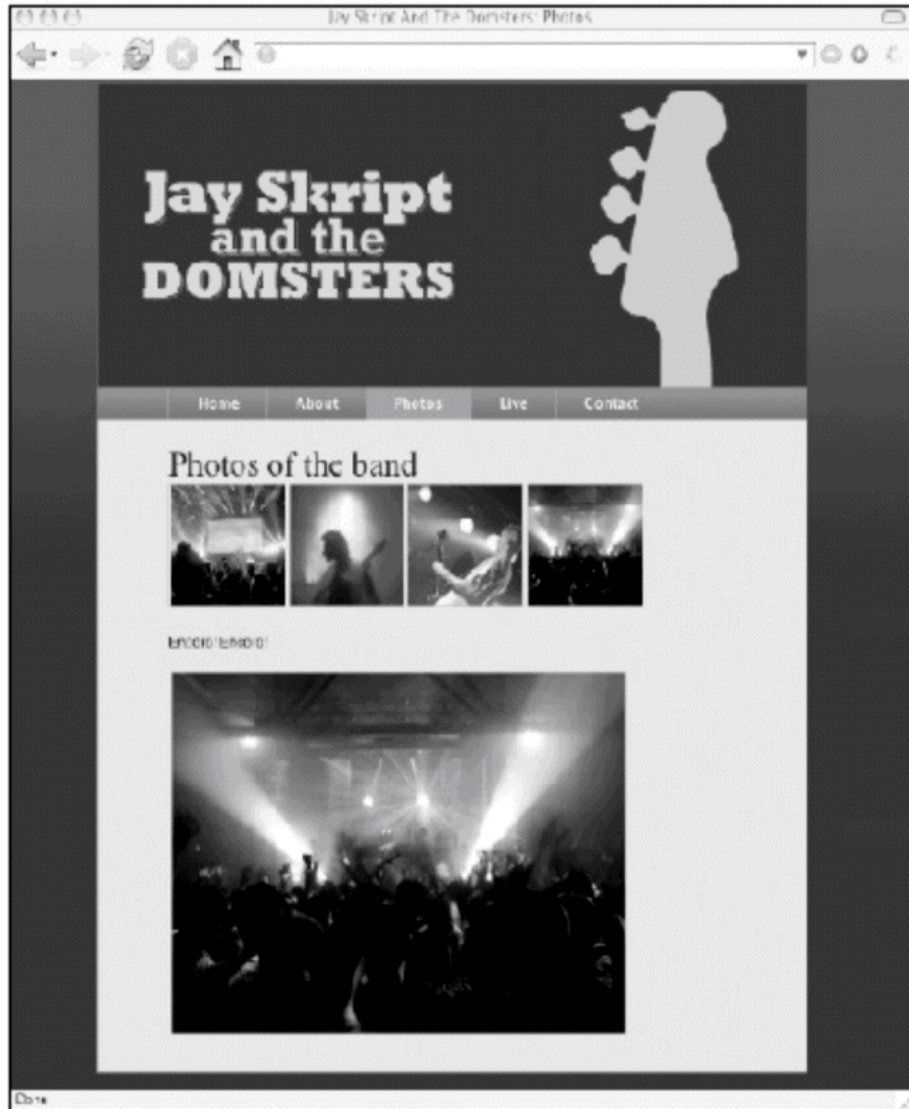 Jay Skript And The Domsters: Photos
Jay Skript
and the
DOMSTERS
Home About Photos Live Contact
Photos of the band
Done